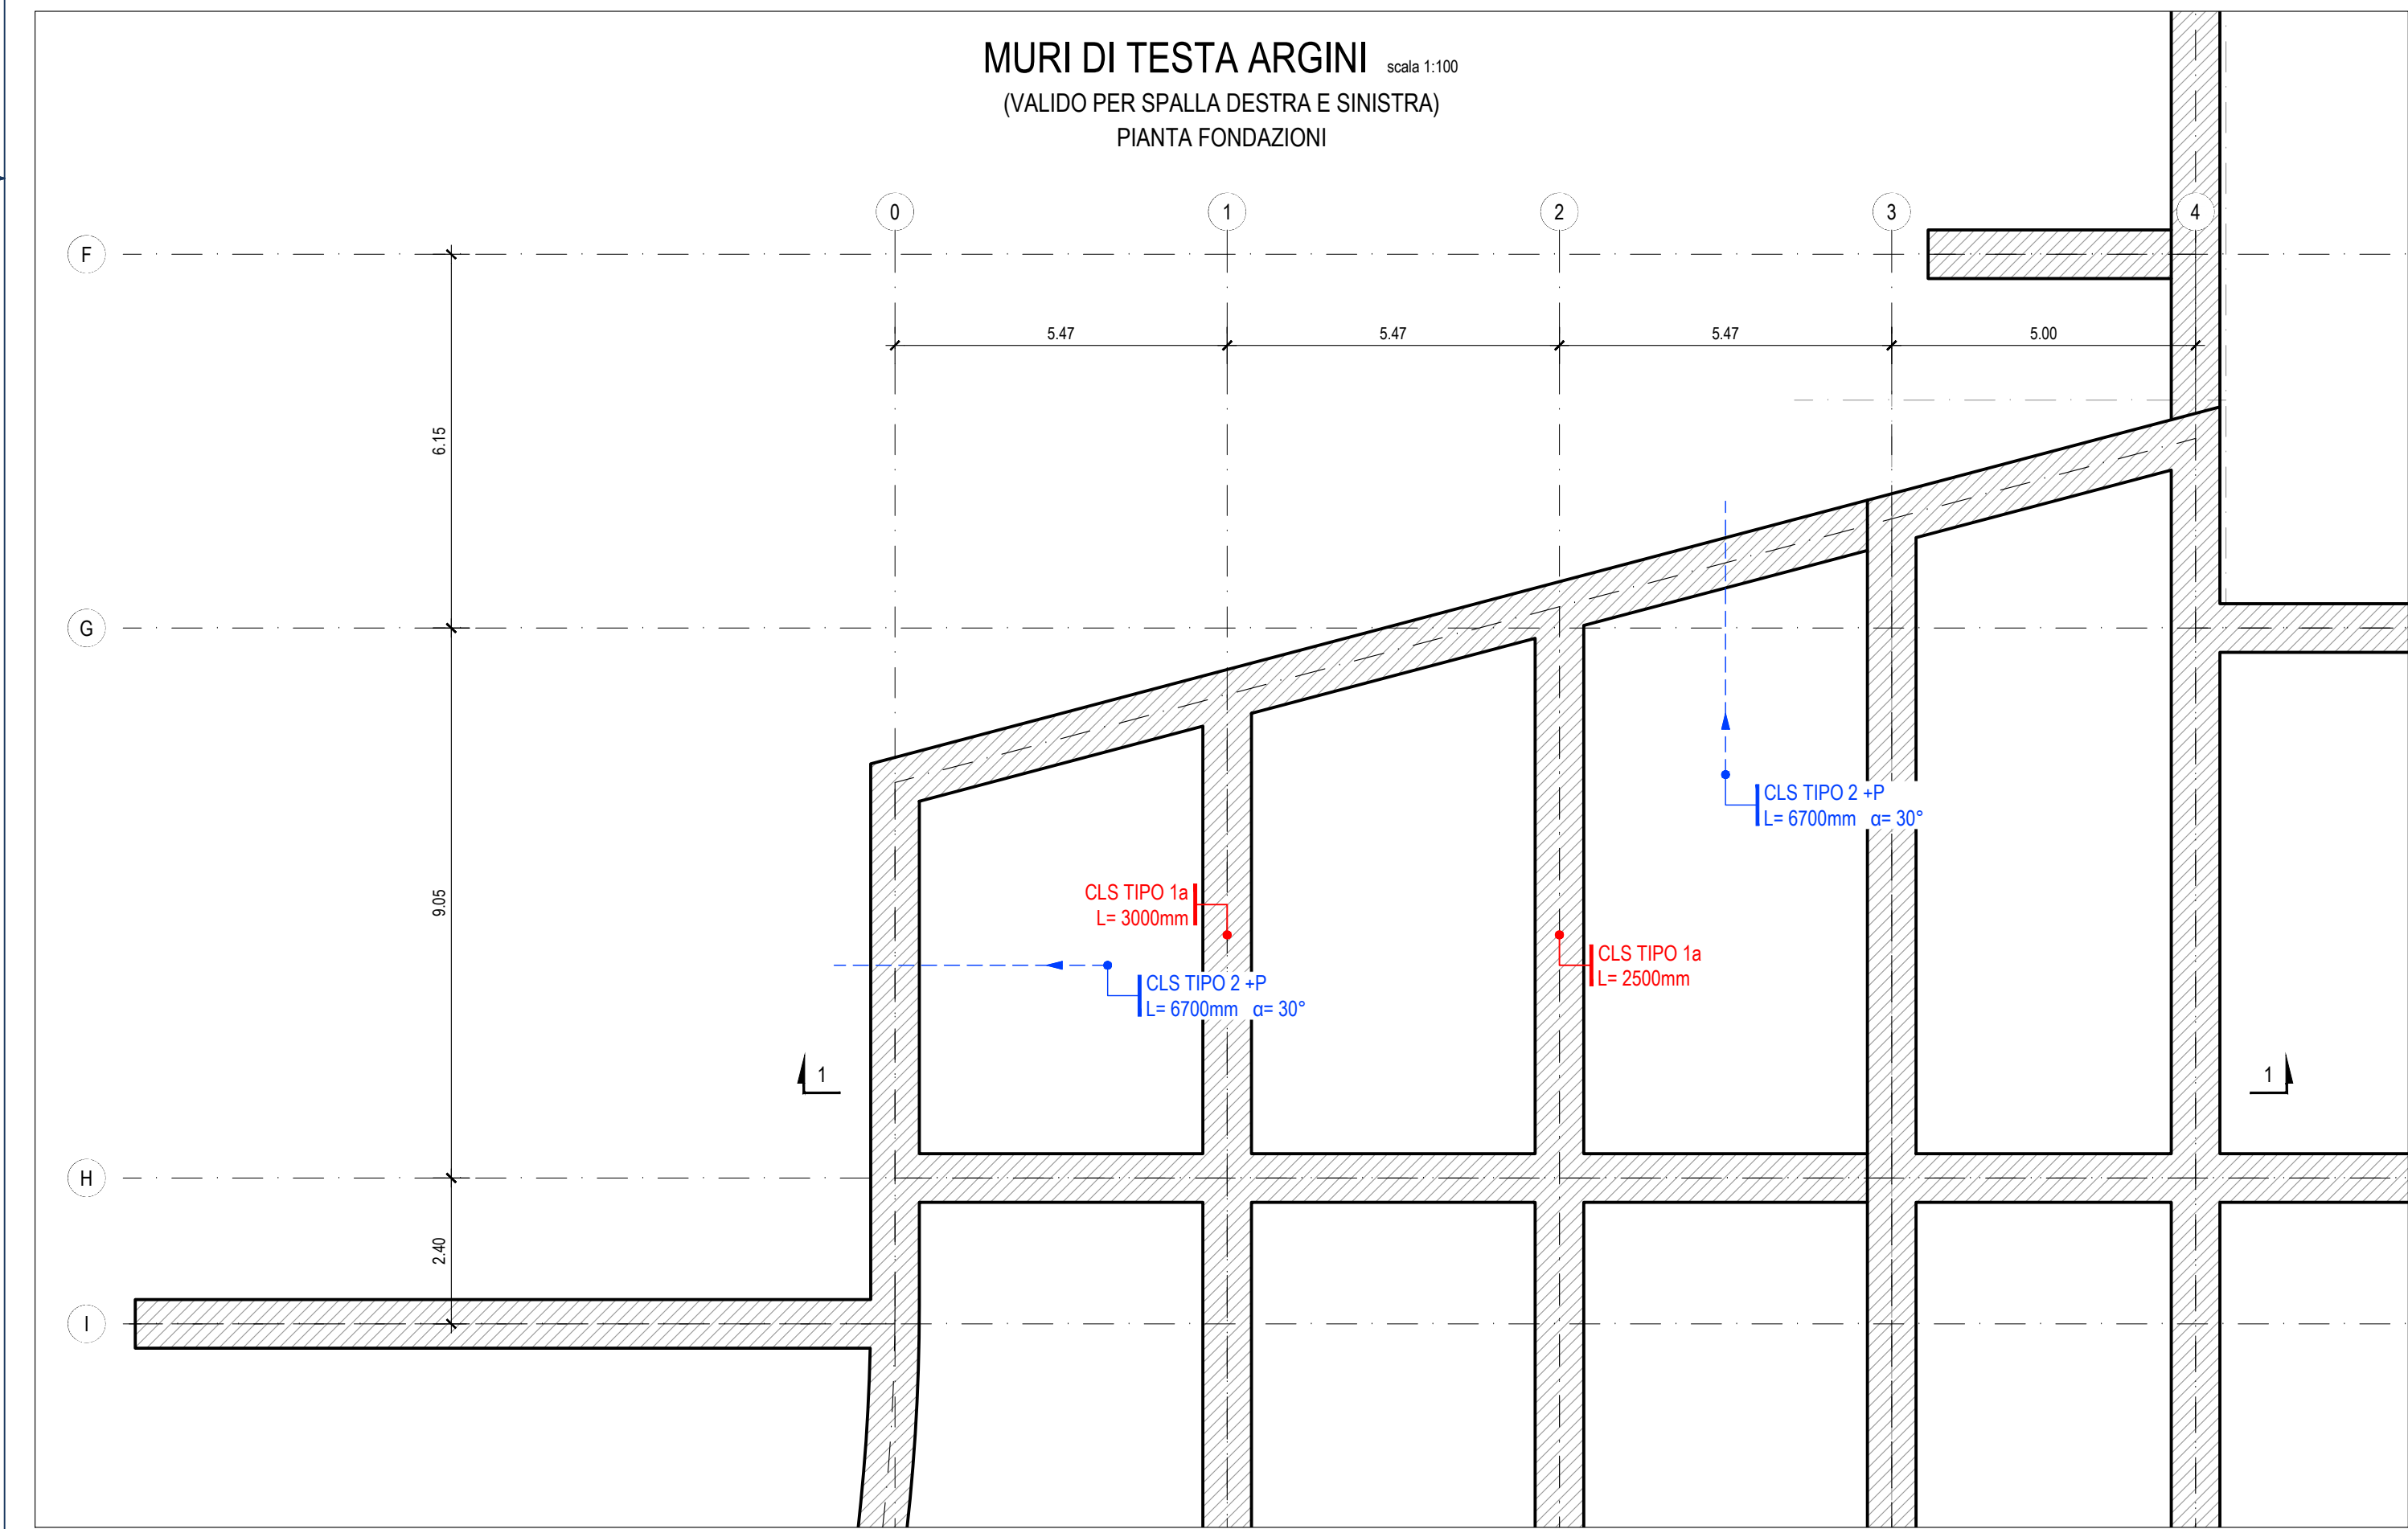 MURI DI TESTA ARGINI scala 1:100
(VALIDO PER SPALLA DESTRA E SINISTRA)
PIANTA FONDAZIONI
0 1 2 3 4
F
5.47 5.47 5.47 5.00
6.15
G
CLS TIPO 2 +P
L= 6700mm α= 30°
9.05
CLS TIPO 1a
L= 3000mm
CLS TIPO 1a
L= 2500mm
CLS TIPO 2 +P
L= 6700mm α= 30°
1 1
H
2.40
I